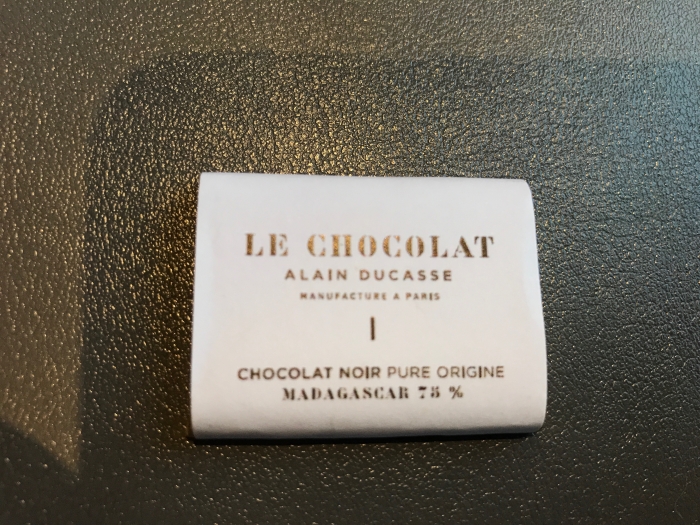 LE CHOCOLAT
ALAIN DUCASSE
MANUFACTURE A PARIS
CHOCOLAT NOIR PURE ORIGINE
MADAGASCAR 75 %